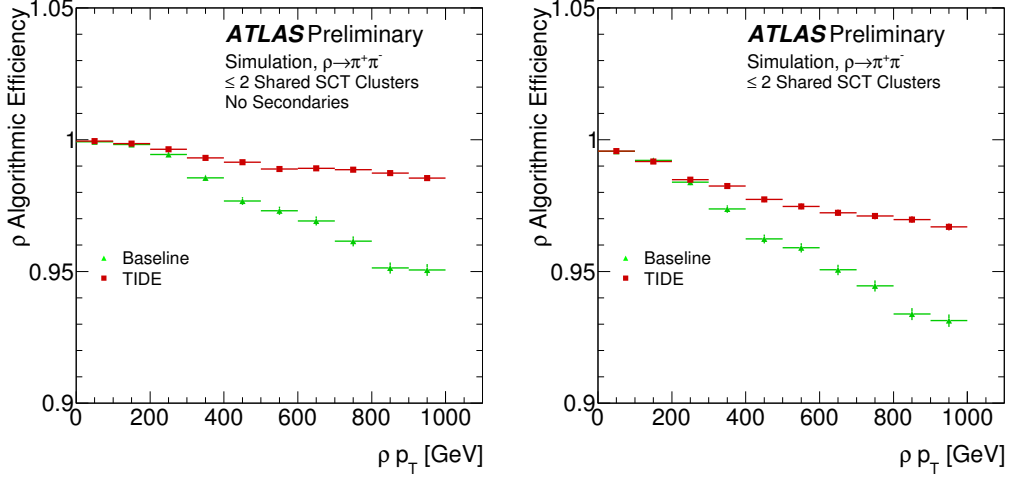 1.05
ATLAS Preliminary
Simulation, ρ→π⁺π⁻
≤ 2 Shared SCT Clusters
No Secondaries
ρ Algorithmic Efficiency
1
Baseline
TIDE
0.95
0.9
0 200 400 600 800 1000
ρ p_T [GeV]
1.05
ATLAS Preliminary
Simulation, ρ→π⁺π⁻
≤ 2 Shared SCT Clusters
ρ Algorithmic Efficiency
1
Baseline
TIDE
0.95
0.9
0 200 400 600 800 1000
ρ p_T [GeV]